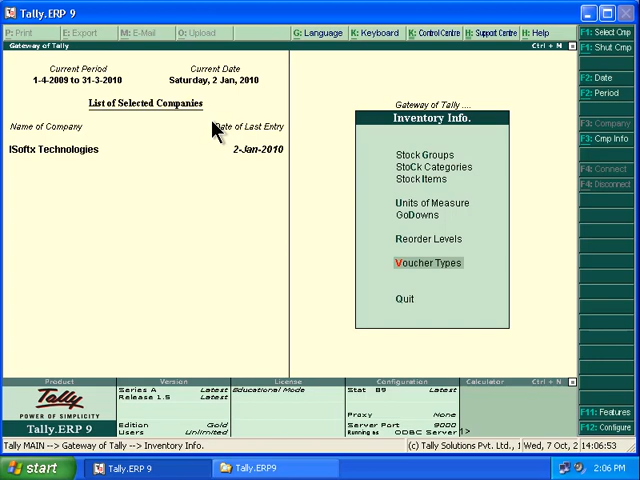 Tally.ERP 9
P: Print E: Export M: E-Mail O: Upload G: Language K: Keyboard K: Control Centre H: Support Centre H: Help
F1: Select Cmp
Gateway of Tally Ctrl + N
F1: Shut Cmp
Current Period Current Date
1-4-2009 to 31-3-2010 Saturday, 2 Jan, 2010
F2: Date
F2: Period
List of Selected Companies
Gateway of Tally ....
Inventory Info.
Name of Company Date of Last Entry
F3: Company
F3: Cmp Info
ISoftx Technologies 2-Jan-2010
Stock Groups
StoCk Categories
Stock Items
F4: Connect
F4: Disconnect
Units of Measure
GoDowns
Reorder Levels
Voucher Types
Quit
Product Version License Configuration Calculator Ctrl + N
Tally
POWER OF SIMPLICITY
Tally.ERP 9
Series A Latest
Release 1.5 Latest
Edition Gold
Users Unlimited
Educational Mode
Stat 89 Latest
Proxy None
Server Port 9000
ODBC Server
1>
F11: Features
F12: Configure
Tally MAIN --> Gateway of Tally --> Inventory Info. (c) Tally Solutions Pvt. Ltd., 1 Wed, 7 Oct, 2 14:06:53
start Tally.ERP 9 Tally.ERP9 2:06 PM